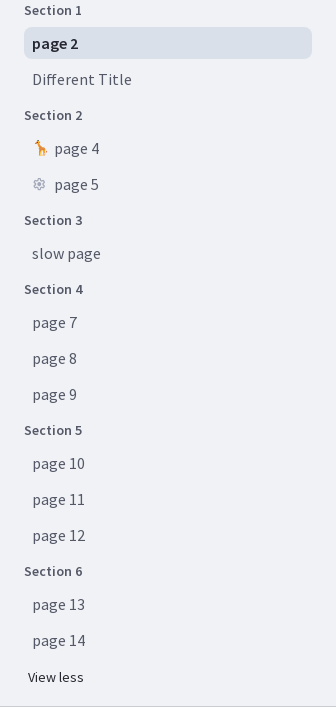 Section 1
page 2
Different Title
Section 2
page 4
page 5
Section 3
slow page
Section 4
page 7
page 8
page 9
Section 5
page 10
page 11
page 12
Section 6
page 13
page 14
View less